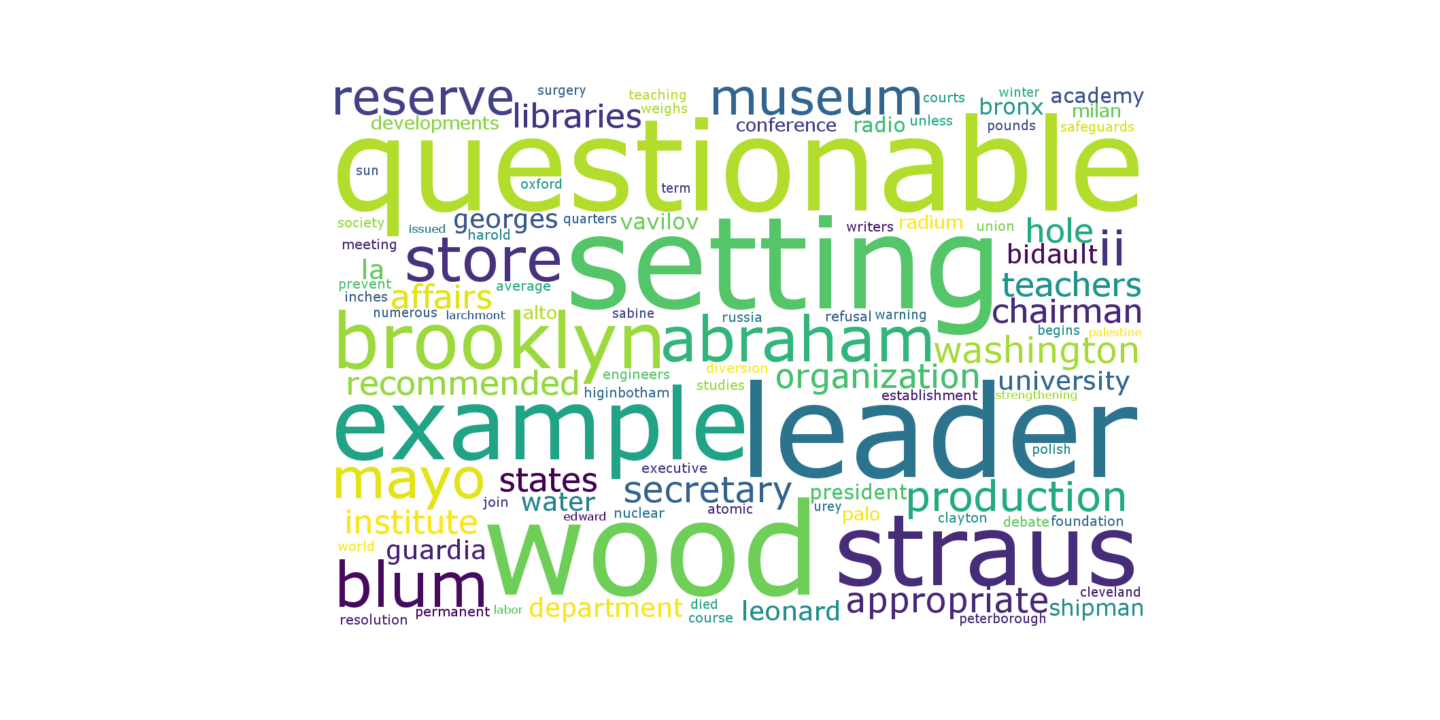 reserve surgery teaching museum courts winter academy
libraries weighs bronx milan
developments conference radio unless pounds safeguards
questionable
sun oxford term
society issued georges quarters vavilov writers radium union hole
harold
meeting store setting bidault ii
la
prevent average teachers
inches affairs chairman
numerous larchmont alto sabine russia refusal warning
brooklyn abraham begins palestine
washington
recommended engineers diversion organization university
studies
higinbotham establishment strengthening
example leader
polish
mayo states executive
join water secretary president production
institute edward nuclear atomic urey palo clayton debate foundation
world guardia wood straus
blum
appropriate cleveland
permanent labor department died leonard shipman
resolution course peterborough